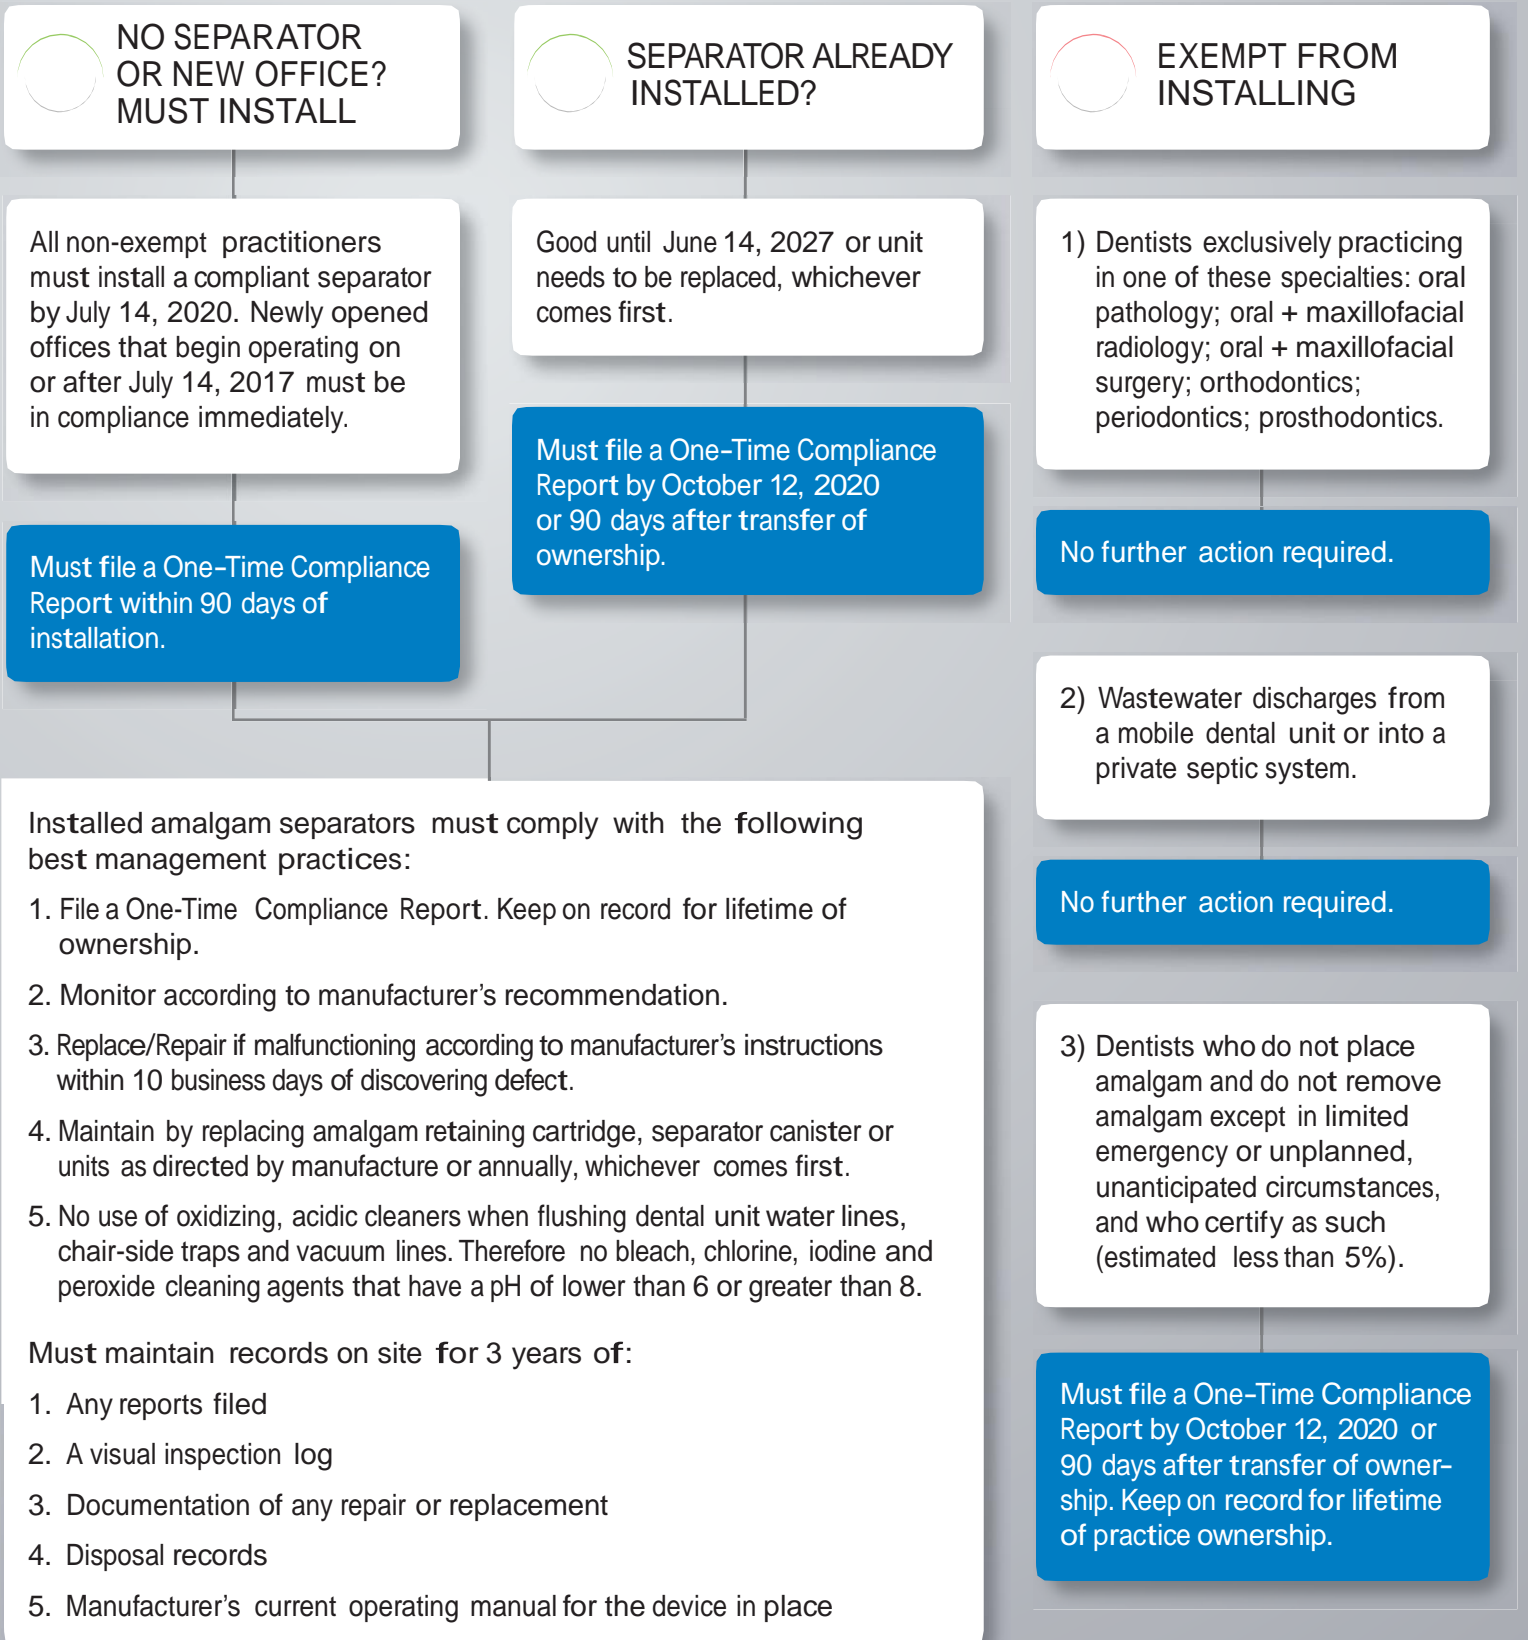 NO SEPARATOR
OR NEW OFFICE?
MUST INSTALL
All non-exempt practitioners
must install a compliant separator
by July 14, 2020. Newly opened
offices that begin operating on
or after July 14, 2017 must be
in compliance immediately.
Must file a One-Time Compliance
Report within 90 days of
installation.
SEPARATOR ALREADY
INSTALLED?
Good until June 14, 2027 or unit
needs to be replaced, whichever
comes first.
Must file a One-Time Compliance
Report by October 12, 2020
or 90 days after transfer of
ownership.
Installed amalgam separators must comply with the following
best management practices:
1. File a One-Time Compliance Report. Keep on record for lifetime of
ownership.
2. Monitor according to manufacturer's recommendation.
3. Replace/Repair if malfunctioning according to manufacturer's instructions
within 10 business days of discovering defect.
4. Maintain by replacing amalgam retaining cartridge, separator canister or
units as directed by manufacture or annually, whichever comes first.
5. No use of oxidizing, acidic cleaners when flushing dental unit water lines,
chair-side traps and vacuum lines. Therefore no bleach, chlorine, iodine and
peroxide cleaning agents that have a pH of lower than 6 or greater than 8.
Must maintain records on site for 3 years of:
1. Any reports filed
2. A visual inspection log
3. Documentation of any repair or replacement
4. Disposal records
5. Manufacturer's current operating manual for the device in place
EXEMPT FROM
INSTALLING
1) Dentists exclusively practicing
in one of these specialties: oral
pathology; oral + maxillofacial
radiology; oral + maxillofacial
surgery; orthodontics;
periodontics; prosthodontics.
No further action required.
2) Wastewater discharges from
a mobile dental unit or into a
private septic system.
No further action required.
3) Dentists who do not place
amalgam and do not remove
amalgam except in limited
emergency or unplanned,
unanticipated circumstances,
and who certify as such
(estimated less than 5%).
Must file a One-Time Compliance
Report by October 12, 2020 or
90 days after transfer of owner-
ship. Keep on record for lifetime
of practice ownership.